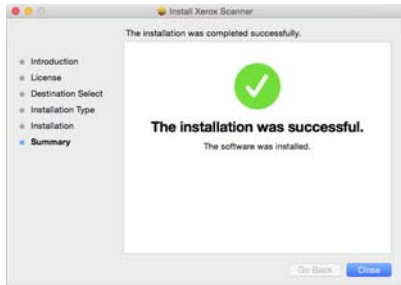 Install Xerox Scanner
The installation was completed successfully.
Introduction
License
Destination Select
Installation Type
Installation
Summary
The installation was successful.
The software was installed.
Go Back
Close